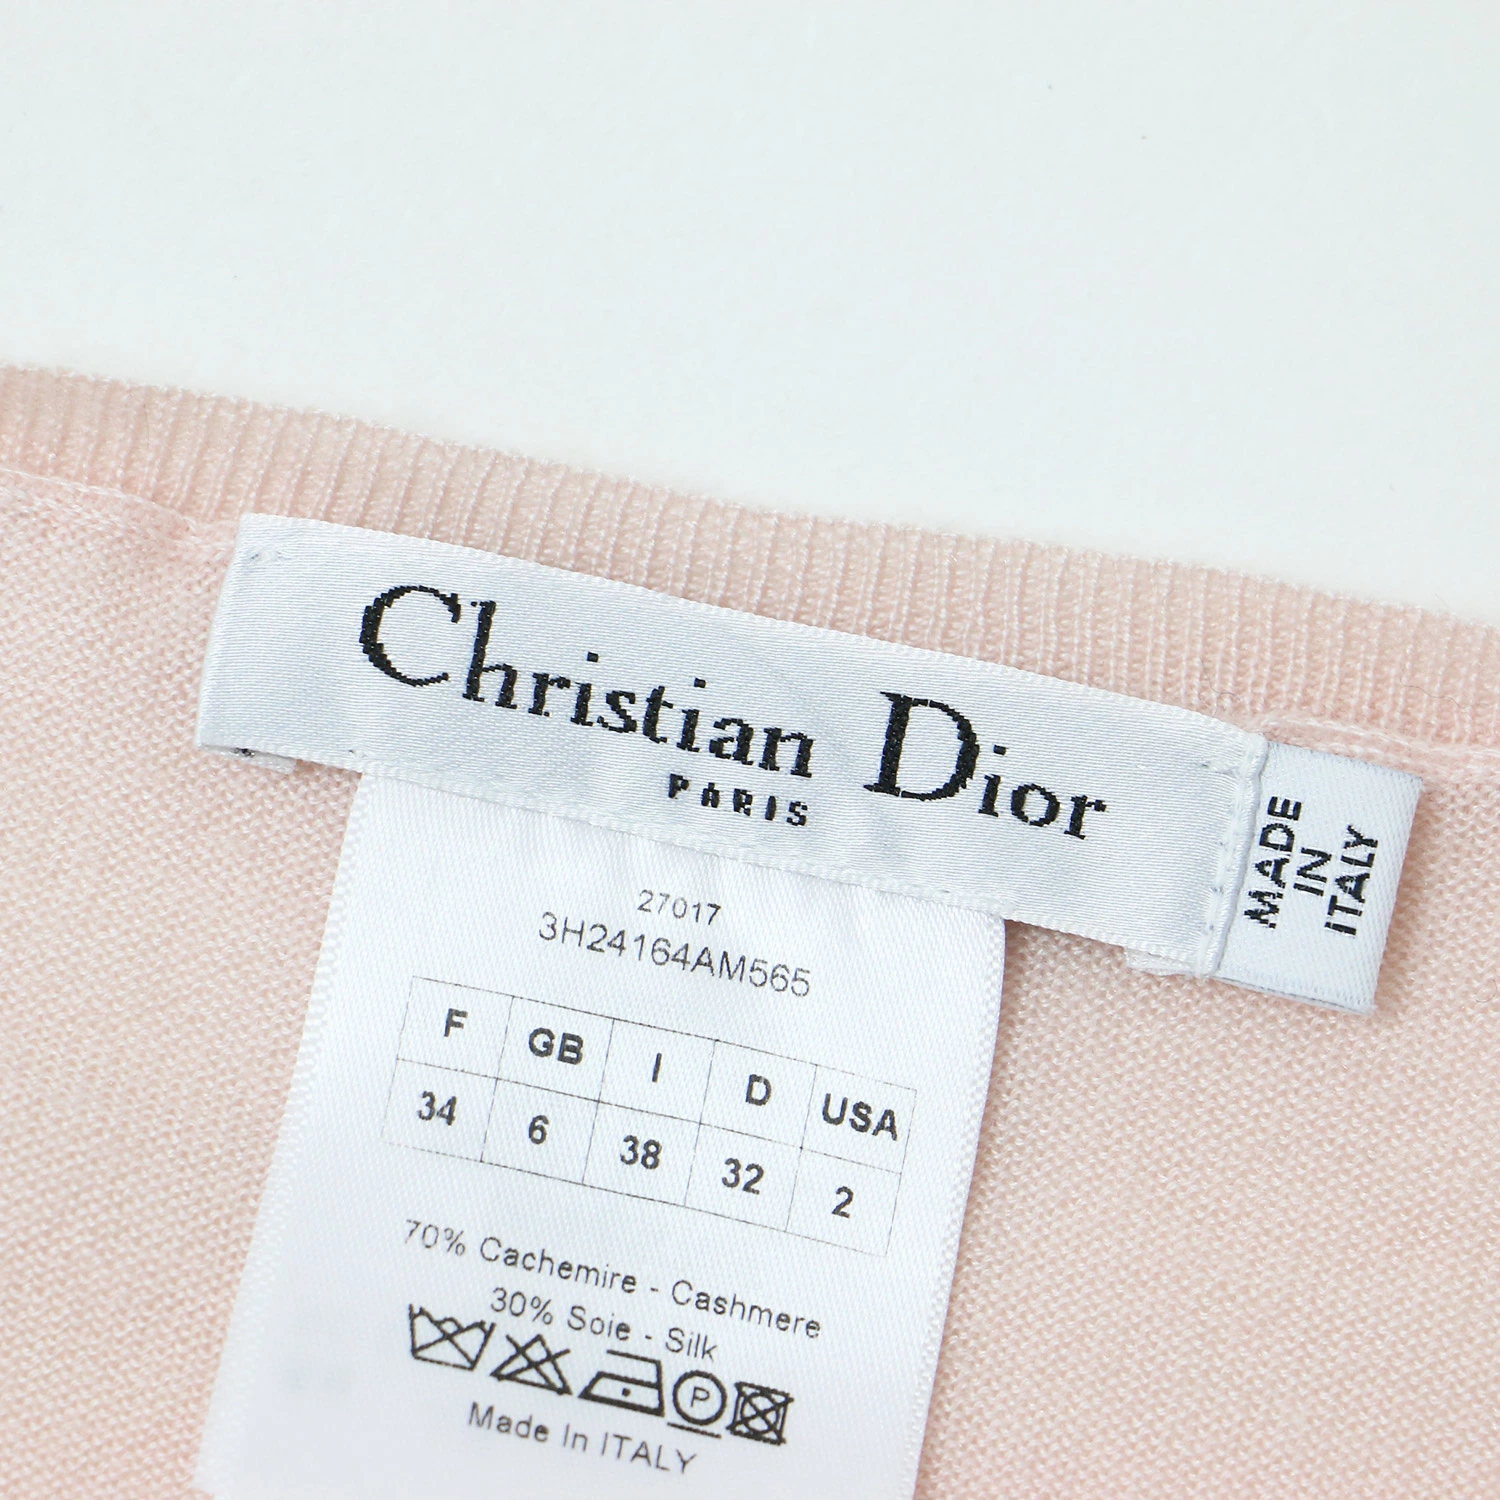 Christian Dior
PARIS
MADE
IN
ITALY
27017
3H24164AM565
F GB I D USA
34 6 38 32 2
70% Cachemire - Cashmere
30% Soie - Silk
P
Made In ITALY